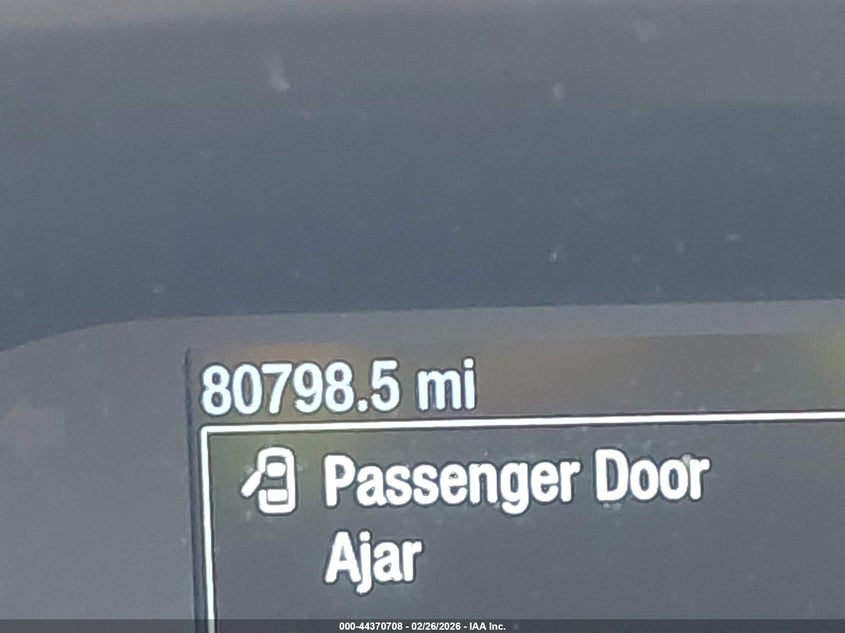 80798.5 mi
Passenger Door
Ajar
000-44370708 - 02/26/2026 - IAA Inc.